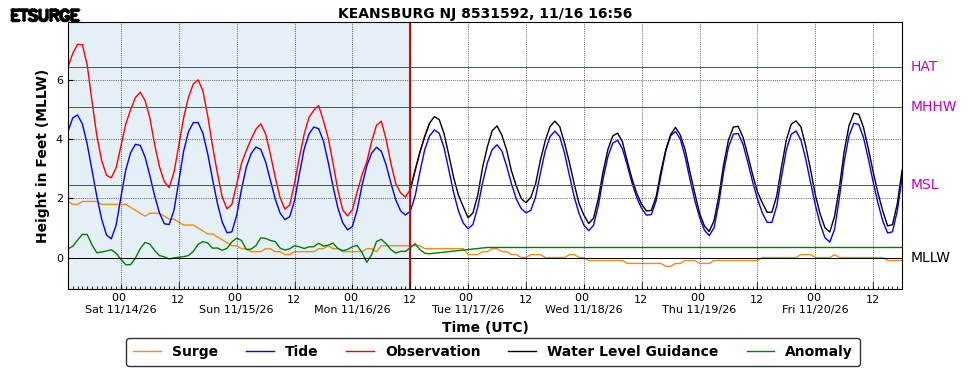 ETSURGE
KEANSBURG NJ 8531592, 11/16 16:56
Height in Feet (MLLW)
6
4
2
0
HAT
MHHW
MSL
MLLW
00 12 00 12 00 12 00 12 00 12 00 12 00 12
Sat 11/14/26 Sun 11/15/26 Mon 11/16/26 Tue 11/17/26 Wed 11/18/26 Thu 11/19/26 Fri 11/20/26
Time (UTC)
Surge Tide Observation Water Level Guidance Anomaly